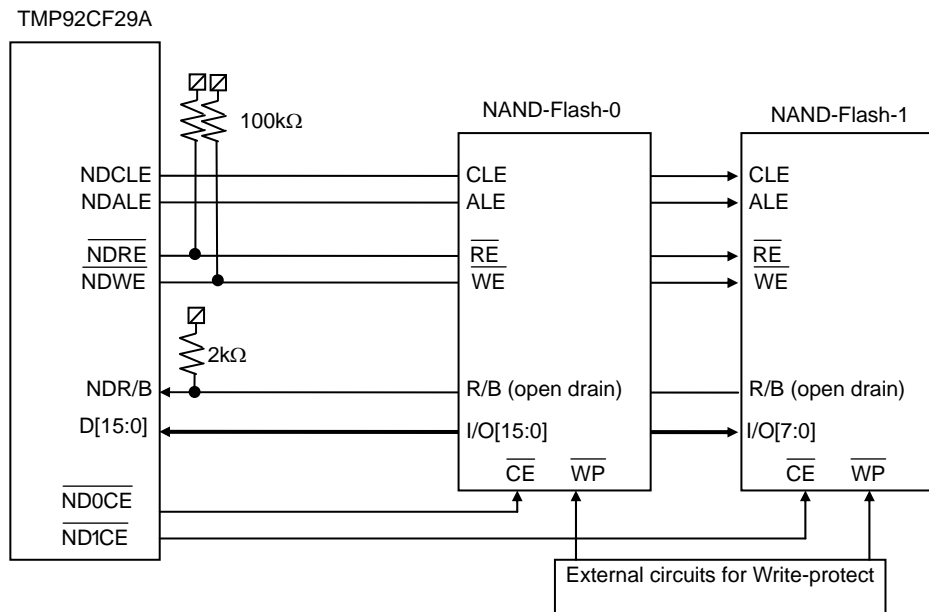 TMP92CF29A
100kΩ
NAND-Flash-0
NAND-Flash-1
NDCLE
CLE
CLE
NDALE
ALE
ALE
NDRE
RE
RE
NDWE
WE
WE
2kΩ
NDR/B
R/B (open drain)
R/B (open drain)
D[15:0]
I/O[15:0]
I/O[7:0]
CE
WP
CE
WP
ND0CE
ND1CE
External circuits for Write-protect